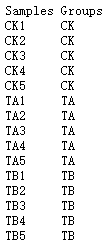 Samples Groups
CK1 CK
CK2 CK
CK3 CK
CK4 CK
CK5 CK
TA1 TA
TA2 TA
TA3 TA
TA4 TA
TA5 TA
TB1 TB
TB2 TB
TB3 TB
TB4 TB
TB5 TB